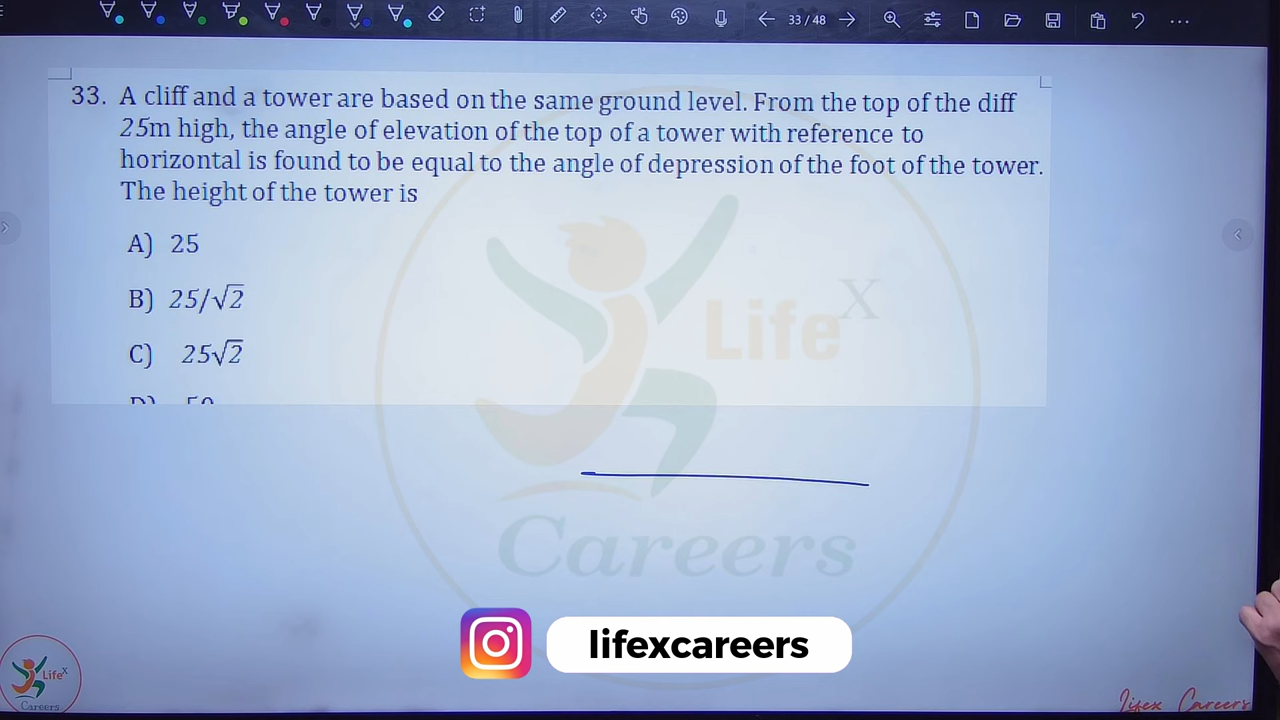 33 / 48
33. A cliff and a tower are based on the same ground level. From the top of the diff
25m high, the angle of elevation of the top of a tower with reference to
horizontal is found to be equal to the angle of depression of the foot of the tower.
The height of the tower is
A) 25
B) 25/√2
C) 25√2
D) 50
Life X
Careers
lifexcareers
Life X
Careers
Lifex Careers